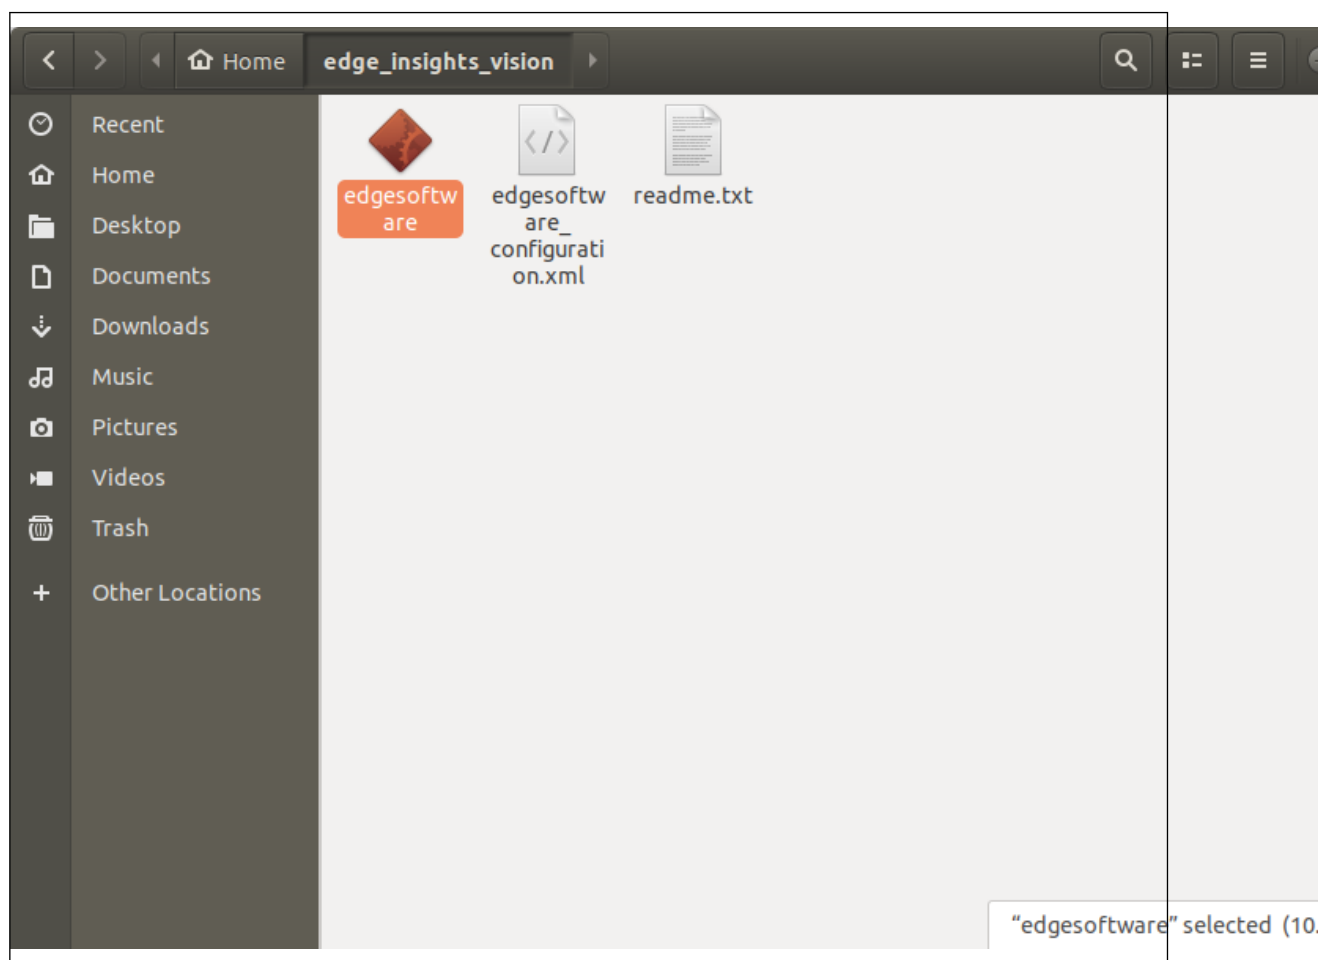 Home edge_insights_vision
Recent
Home
Desktop
Documents
Downloads
Music
Pictures
Videos
Trash
Other Locations
edgesoftw
are
edgesoftw
are_
configurati
on.xml
readme.txt
“edgesoftware” selected (10.